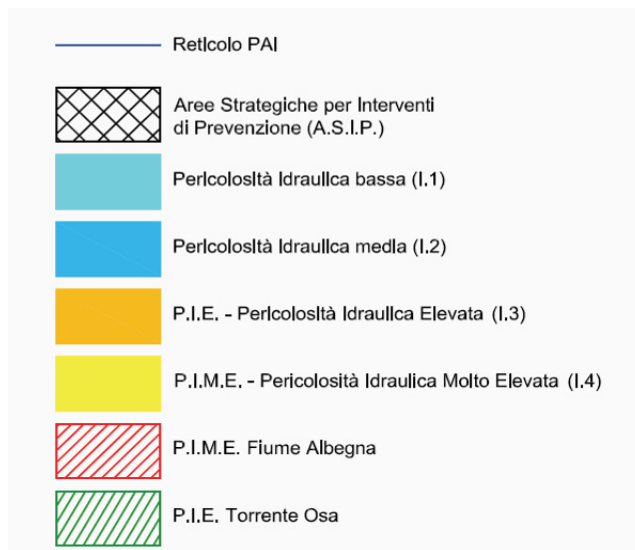 Reticolo PAI
Aree Strategiche per Interventi
di Prevenzione (A.S.I.P.)
Pericolosità Idraulica bassa (I.1)
Pericolosità Idraulica media (I.2)
P.I.E. - Pericolosità Idraulica Elevata (I.3)
P.I.M.E. - Pericolosità Idraulica Molto Elevata (I.4)
P.I.M.E. Fiume Albegna
P.I.E. Torrente Osa